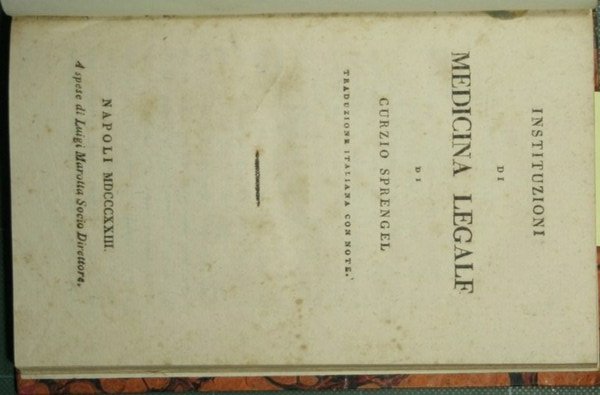 INSTITUZIONI
DI
MEDICINA LEGALE
DI
CURZIO SPRENGEL
TRADUZIONE ITALIANA CON NOTE.
NAPOLI MDCCCXXIII.
A spese di Luigi Marotta Socio Direttore.